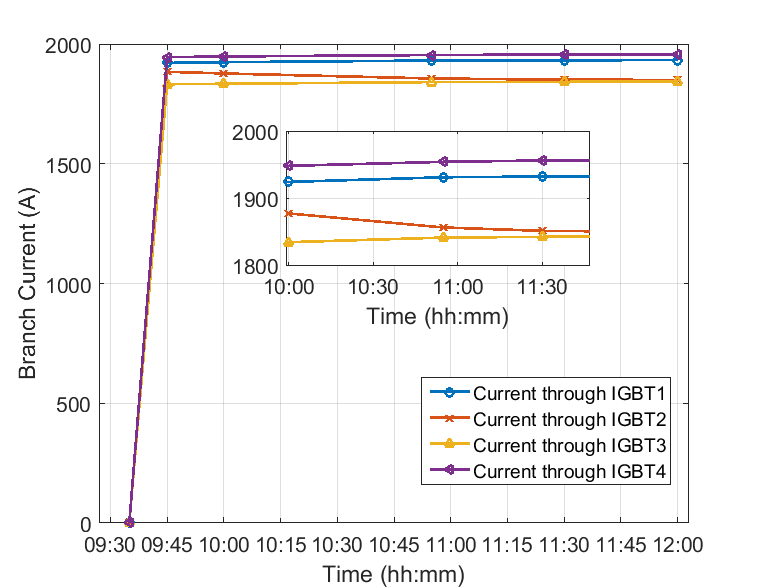 2000
1500
1000
500
0
Branch Current (A)
2000
1900
1800
10:00 10:30 11:00 11:30
Time (hh:mm)
Current through IGBT1
Current through IGBT2
Current through IGBT3
Current through IGBT4
09:30 09:45 10:00 10:15 10:30 10:45 11:00 11:15 11:30 11:45 12:00
Time (hh:mm)